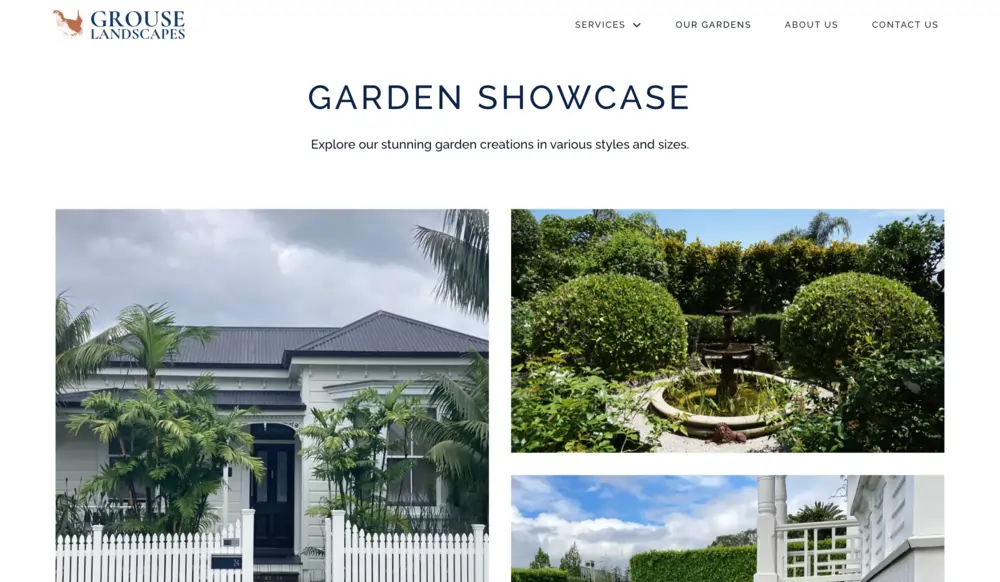 GROUSE
LANDSCAPES
SERVICES
OUR GARDENS
ABOUT US
CONTACT US
GARDEN SHOWCASE
Explore our stunning garden creations in various styles and sizes.